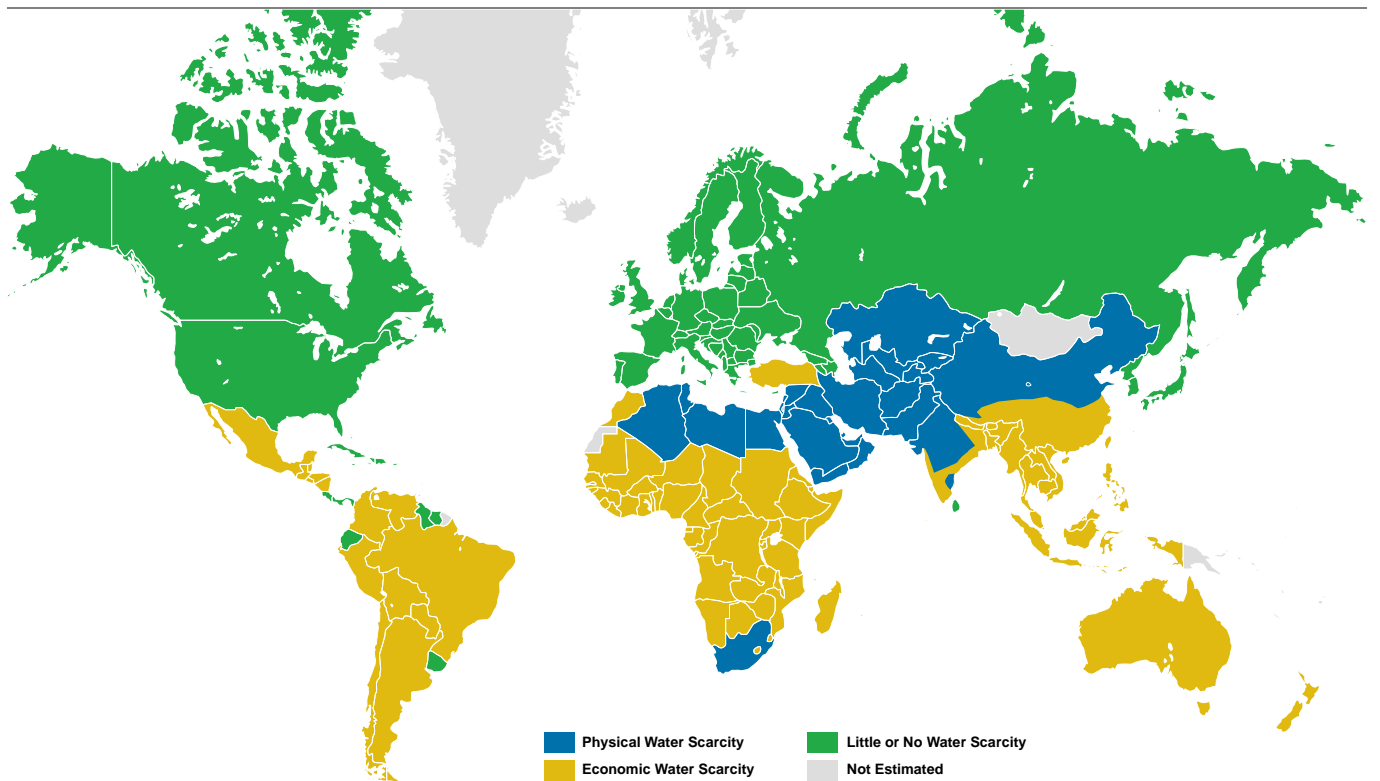 Physical Water Scarcity
Economic Water Scarcity
Little or No Water Scarcity
Not Estimated